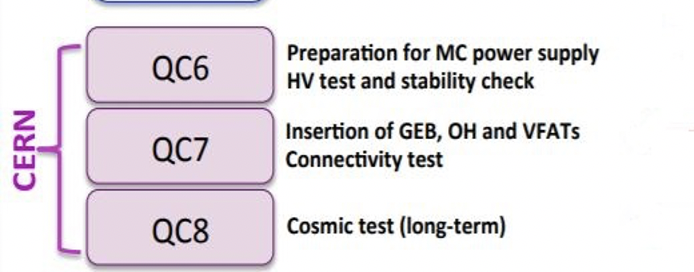 CERN
QC6
Preparation for MC power supply
HV test and stability check
QC7
Insertion of GEB, OH and VFATs
Connectivity test
QC8
Cosmic test (long-term)